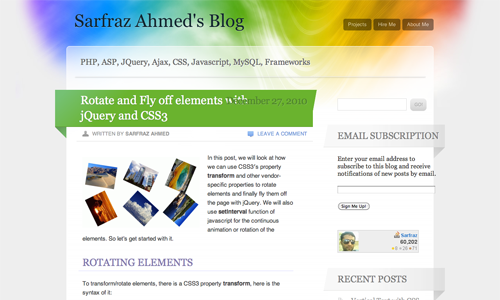 Sarfraz Ahmed's Blog
Projects
Hire Me
About Me
PHP, ASP, JQuery, Ajax, CSS, Javascript, MySQL, Frameworks
Rotate and Fly off elements with
December 27, 2010
jQuery and CSS3
WRITTEN BY SARFRAZ AHMED
LEAVE A COMMENT
In this post, we will look at how
we can use CSS3's property
transform and other vendor-
specific properties to rotate
elements and finally fly them off
the page with jQuery. We will also
use setinterval function of
javascript for the continuous
animation or rotation of the
elements. So let's get started with it.
ROTATING ELEMENTS
To transform/rotate elements, there is a CSS3 property transform, here is the
syntax of it:
GO
EMAIL SUBSCRIPTION
Enter your email address to
subscribe to this blog and receive
notifications of new posts by email.
Sign Me Up!
Sarfraz
60,202
8 28 71
RECENT POSTS